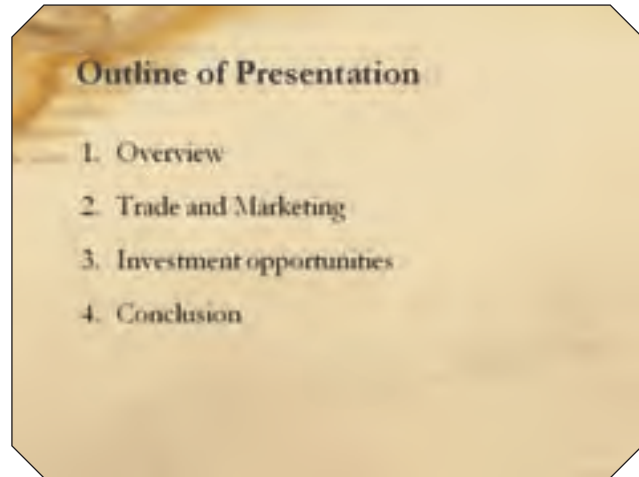 Outline of Presentation
1. Overview
2. Trade and Marketing
3. Investment opportunities
4. Conclusion